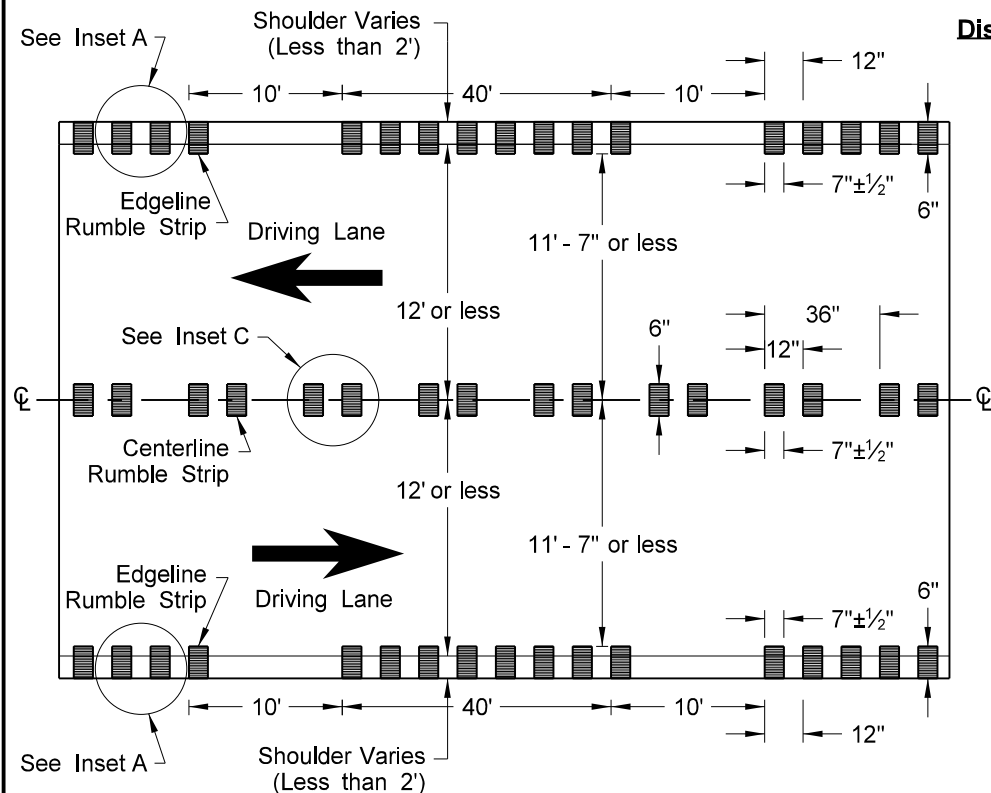 See Inset A
Shoulder Varies
(Less than 2')
Dis
12"
10'
40'
10'
Edgeline
Rumble Strip
Driving Lane
7"±½"
6"
11' - 7" or less
12' or less
See Inset C
6"
36"
12"
℄
℄
Centerline
Rumble Strip
7"±½"
12' or less
11' - 7" or less
Edgeline
Rumble Strip
Driving Lane
6"
7"±½"
10'
40'
10'
12"
See Inset A
Shoulder Varies
(Less than 2')